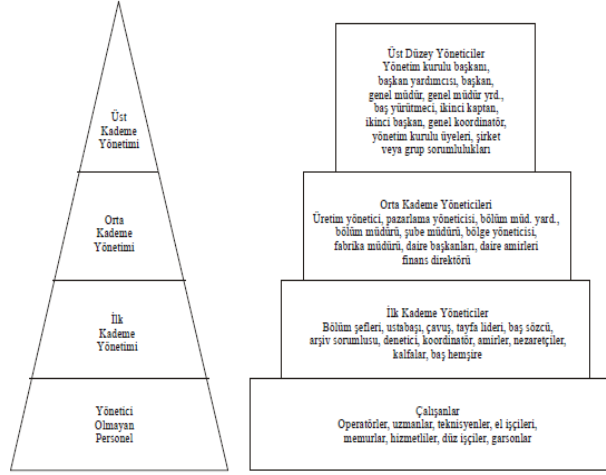 Üst
Kademe
Yönetimi
Orta
Kademe
Yönetimi
İlk
Kademe
Yönetimi
Yönetici
Olmayan
Personel
Üst Düzey Yöneticiler
Yönetim kurulu başkanı,
başkan yardımcısı, başkan,
genel müdür, genel müdür yrd.,
baş yürütmeci, ikinci kaptan,
ikinci başkan, genel koordinatör,
yönetim kurulu üyeleri, şirket
veya grup sorumlulukları
Orta Kademe Yöneticileri
Üretim yönetici, pazarlama yöneticisi, bölüm müd. yard.,
bölüm müdürü, şube müdürü, bölge yöneticisi,
fabrika müdürü, daire başkanları, daire amirleri
finans direktörü
İlk Kademe Yöneticiler
Bölüm şefleri, ustabaşı, çavuş, tayfa lideri, baş sözcü,
arşiv sorumlusu, denetici, koordinatör, amirler, nezaretçiler,
kalfalar, baş hemşire
Çalışanlar
Operatörler, uzmanlar, teknisyenler, el işçileri,
memurlar, hizmetliler, düz işçiler, garsonlar